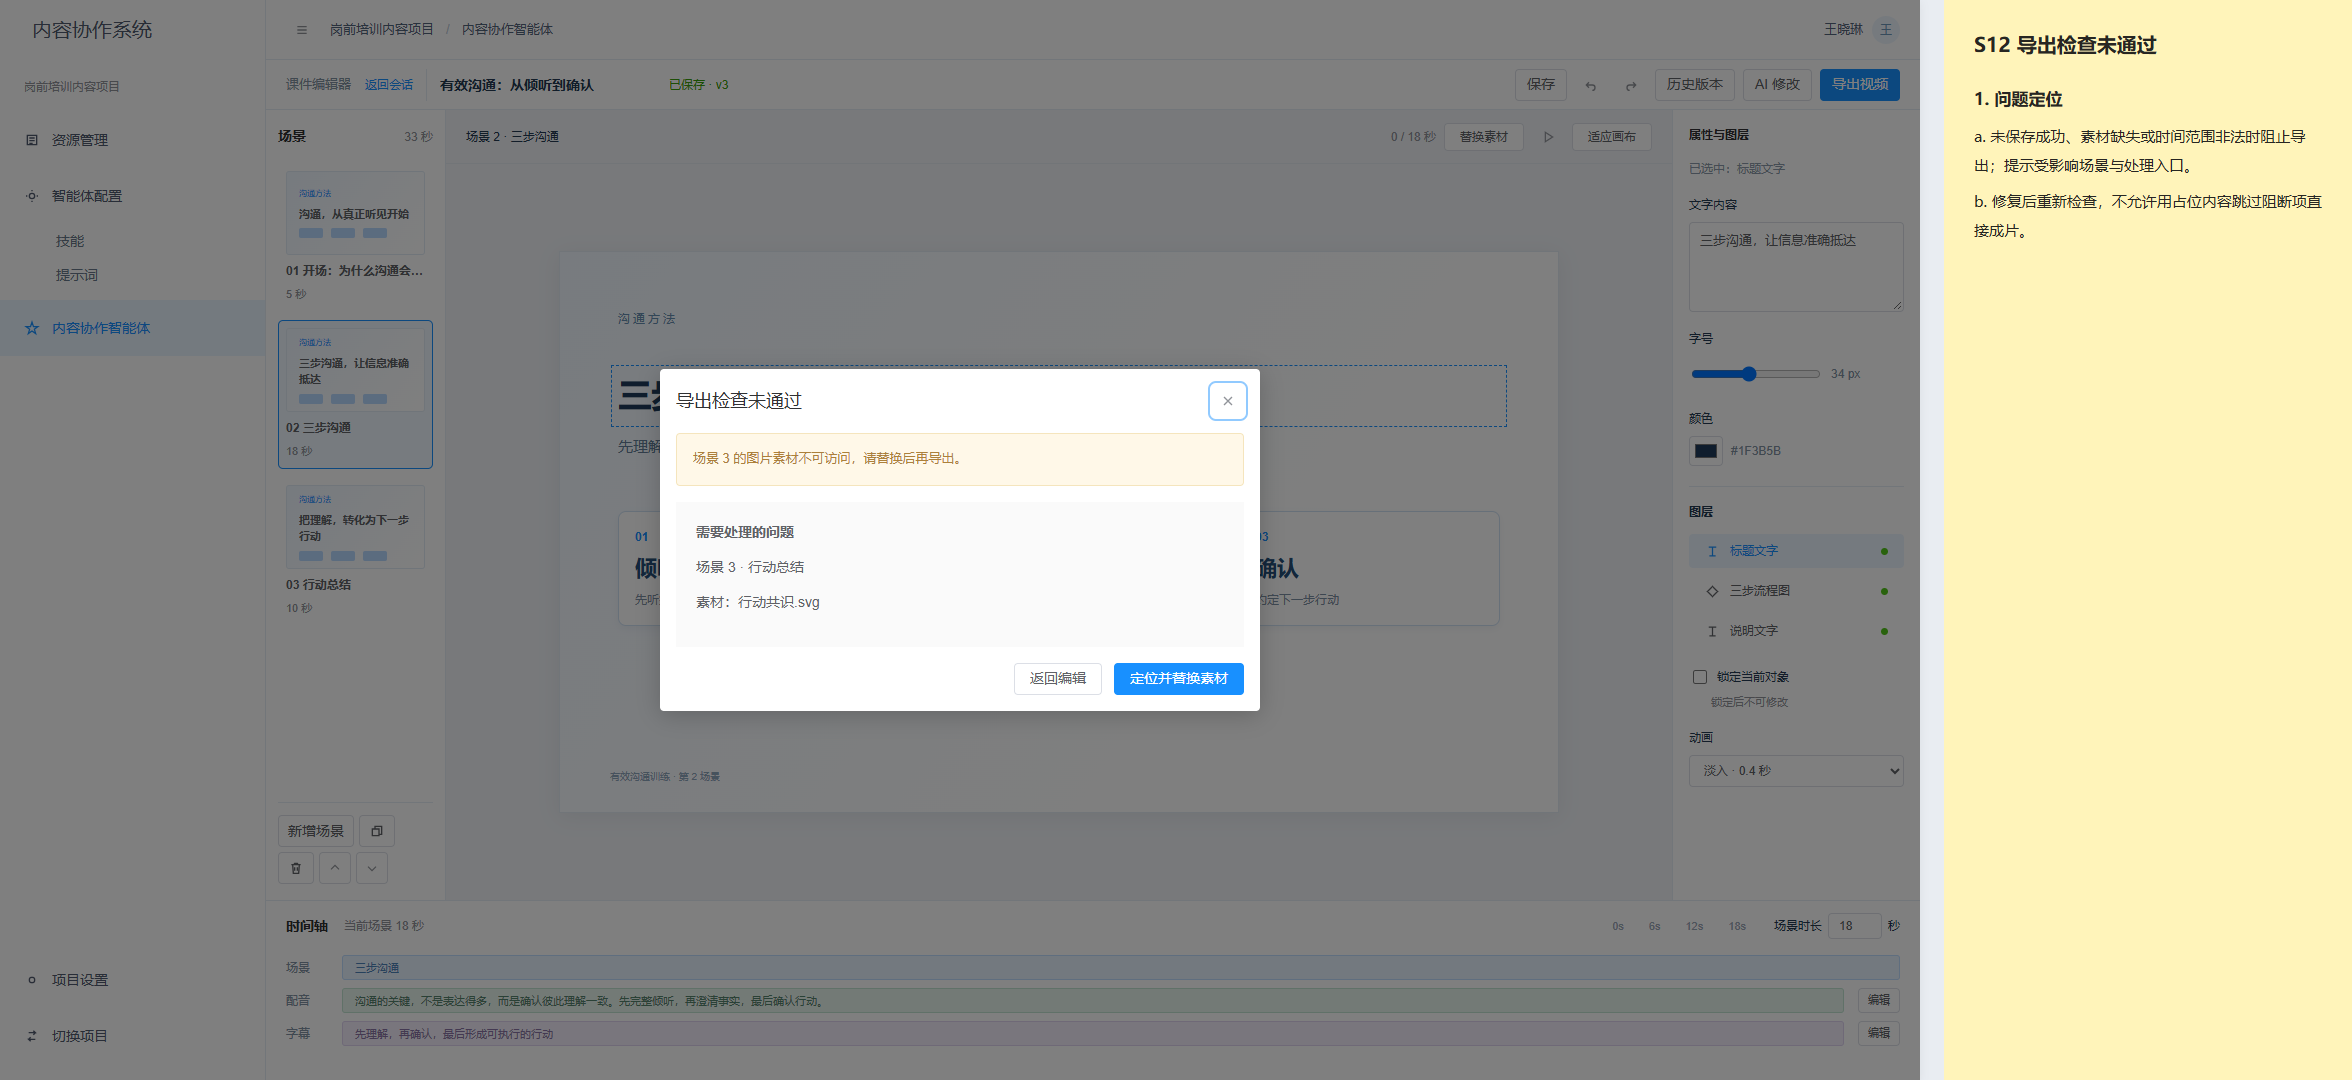 内容协作系统
岗前培训内容项目
资源管理
智能体配置
技能
提示词
内容协作智能体
项目设置
切换项目
岗前培训内容项目 / 内容协作智能体
王晓琳 王
课件编辑器 返回会话 有效沟通：从倾听到确认 已保存 · v3
保存 历史版本 AI 修改 导出视频
场景 33 秒
沟通方法
沟通，从真正听见开始
01 开场：为什么沟通会...
5 秒
沟通方法
三步沟通，让信息准确
抵达
02 三步沟通
18 秒
沟通方法
把理解，转化为下一步
行动
03 行动总结
10 秒
新增场景
场景 2 · 三步沟通 0 / 18 秒 替换素材 适应画布
沟通方法
三步
先理解
01
先听
03
确认
约定下一步行动
有效沟通训练 · 第 2 场景
导出检查未通过
场景 3 的图片素材不可访问，请替换后再导出。
需要处理的问题
场景 3 · 行动总结
素材：行动共识.svg
返回编辑 定位并替换素材
属性与图层
已选中：标题文字
文字内容
三步沟通，让信息准确抵达
字号
34 px
颜色
#1F3B5B
图层
标题文字
三步流程图
说明文字
锁定当前对象
锁定后不可修改
动画
淡入 · 0.4 秒
时间轴 当前场景 18 秒 0s 6s 12s 18s 场景时长 18 秒
场景 三步沟通
配音 沟通的关键，不是表达得多，而是确认彼此理解一致。先完整倾听，再澄清事实，最后确认行动。 编辑
字幕 先理解，再确认，最后形成可执行的行动 编辑
S12 导出检查未通过
1. 问题定位
a. 未保存成功、素材缺失或时间范围非法时阻止导
出；提示受影响场景与处理入口。
b. 修复后重新检查，不允许用占位内容跳过阻断项直
接成片。